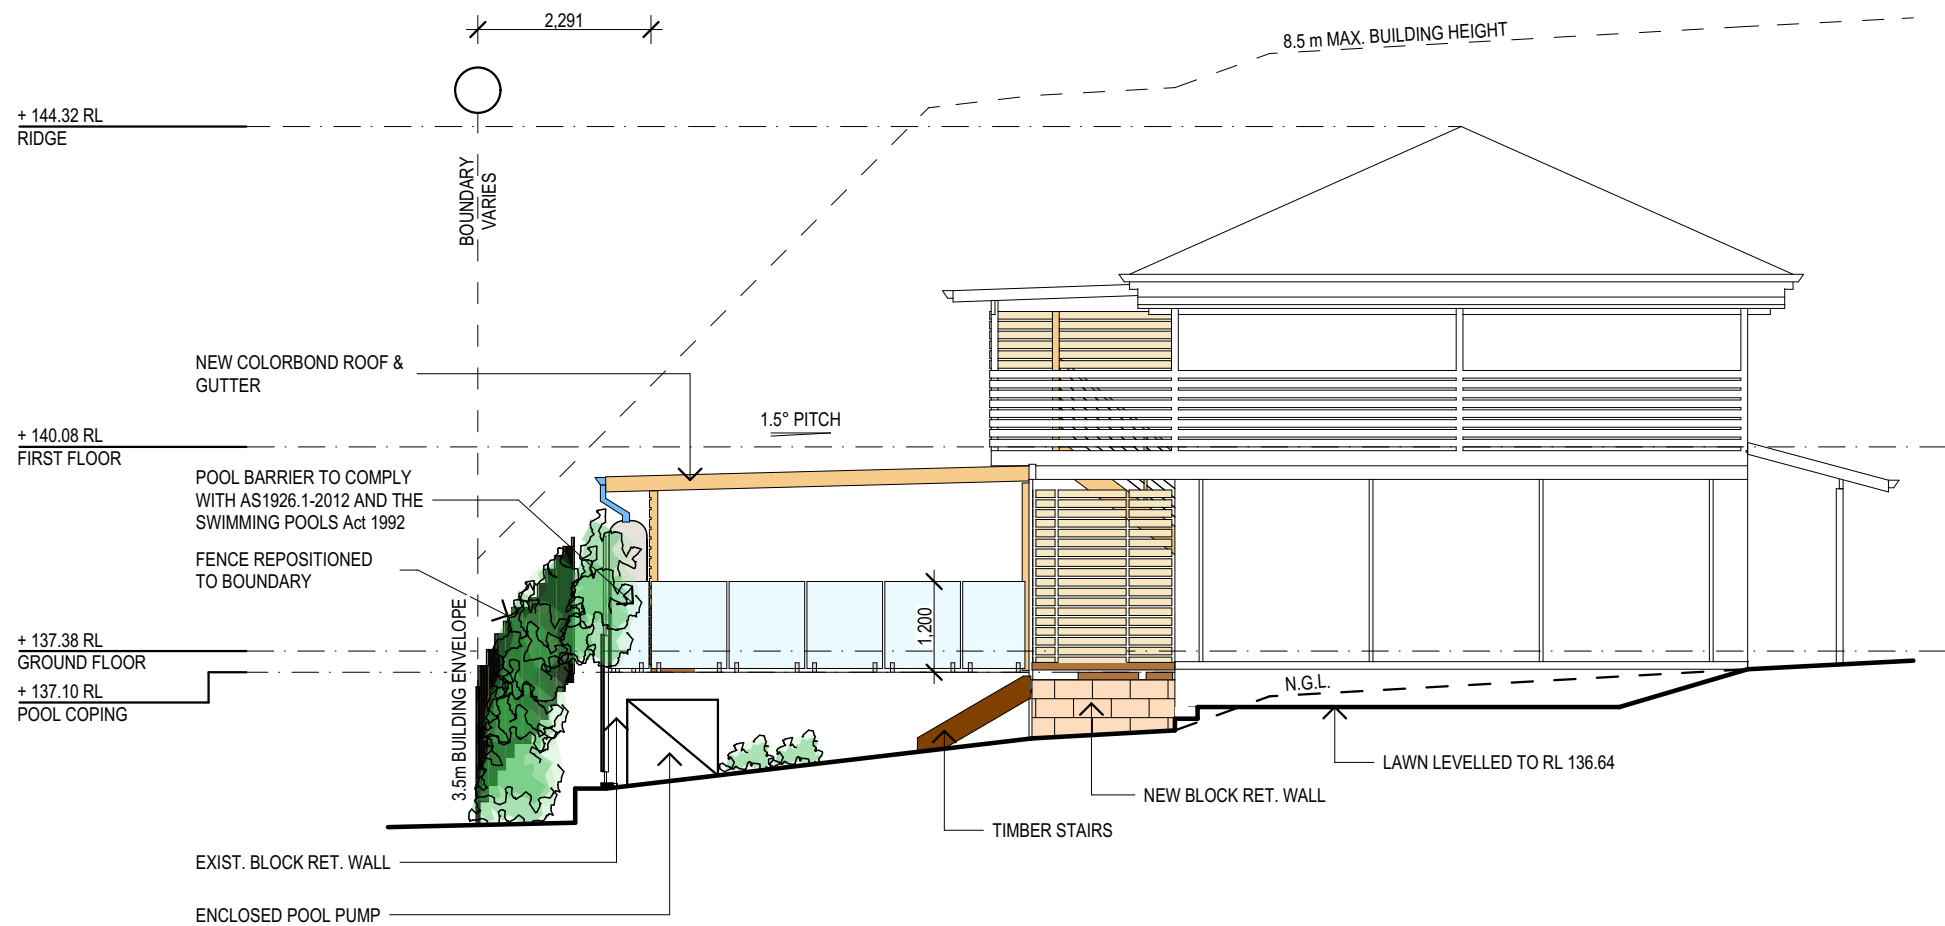 2,291
8.5 m MAX. BUILDING HEIGHT
+ 144.32 RL
RIDGE
BOUNDARY
VARIES
NEW COLORBOND ROOF &
GUTTER
1.5° PITCH
+ 140.08 RL
FIRST FLOOR
POOL BARRIER TO COMPLY
WITH AS1926.1-2012 AND THE
SWIMMING POOLS Act 1992
FENCE REPOSITIONED
TO BOUNDARY
3.5m BUILDING ENVELOPE
1,200
+ 137.38 RL
GROUND FLOOR
+ 137.10 RL
POOL COPING
N.G.L.
LAWN LEVELLED TO RL 136.64
NEW BLOCK RET. WALL
TIMBER STAIRS
EXIST. BLOCK RET. WALL
ENCLOSED POOL PUMP